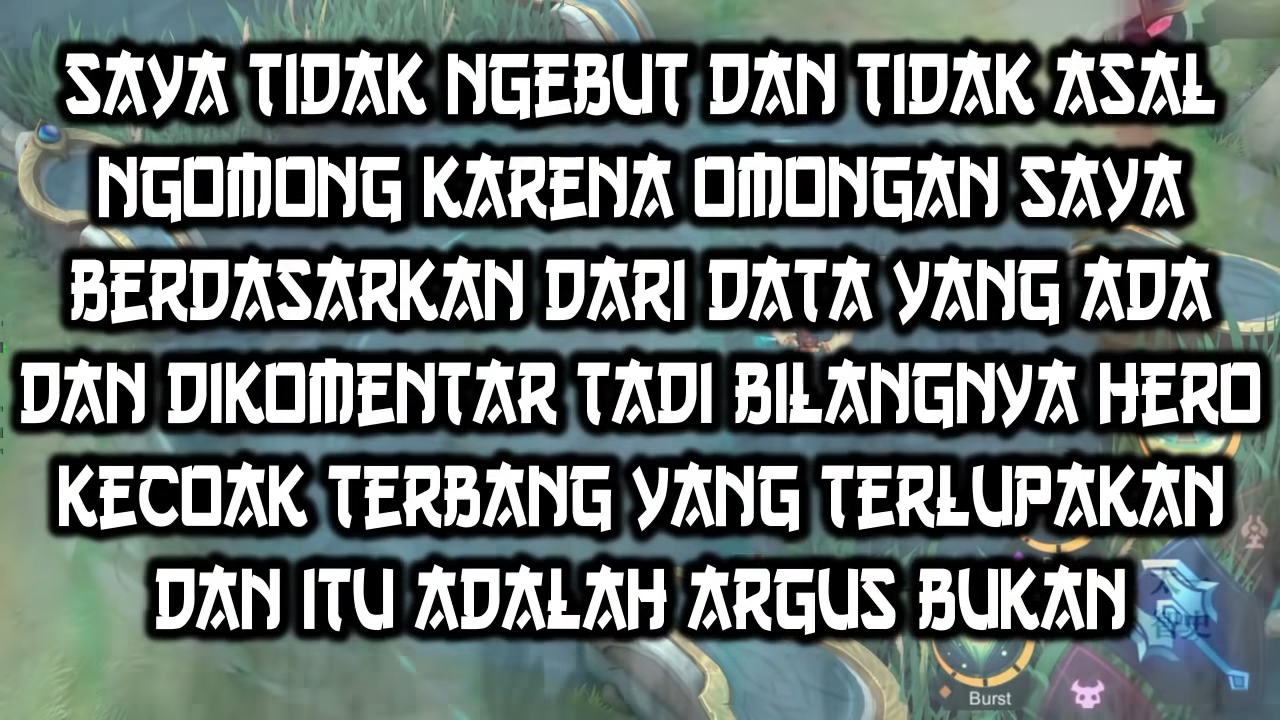 SAYA TIDAK NGEBUT DAN TIDAK ASAL
NGOMONG KARENA OMONGAN SAYA
BERDASARKAN DARI DATA YANG ADA
DAN DIKOMENTAR TADI BILANGNYA HERO
KECOAK TERBANG YANG TERLUPAKAN
DAN ITU ADALAH ARGUS BUKAN
Burst